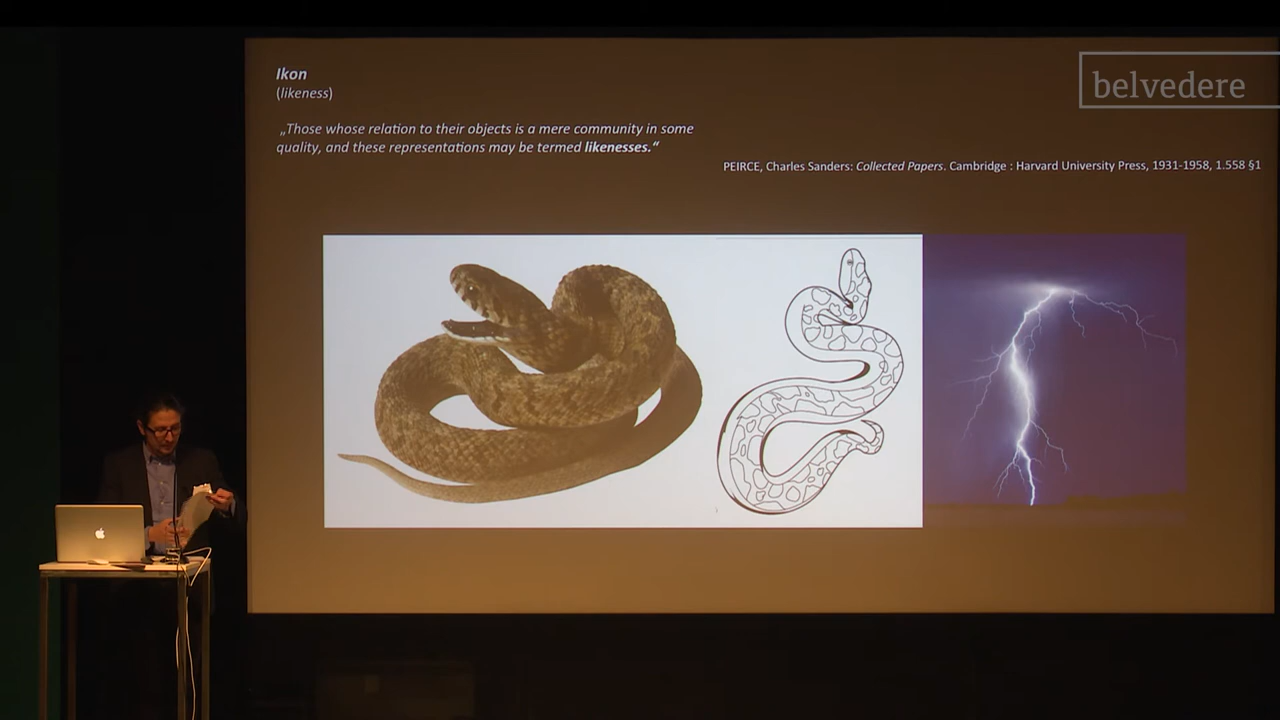 Ikon
(likeness)
„Those whose relation to their objects is a mere community in some
quality, and these representations may be termed likenesses.“
PEIRCE, Charles Sanders: Collected Papers. Cambridge : Harvard University Press, 1931-1958, 1.558 §1
belvedere